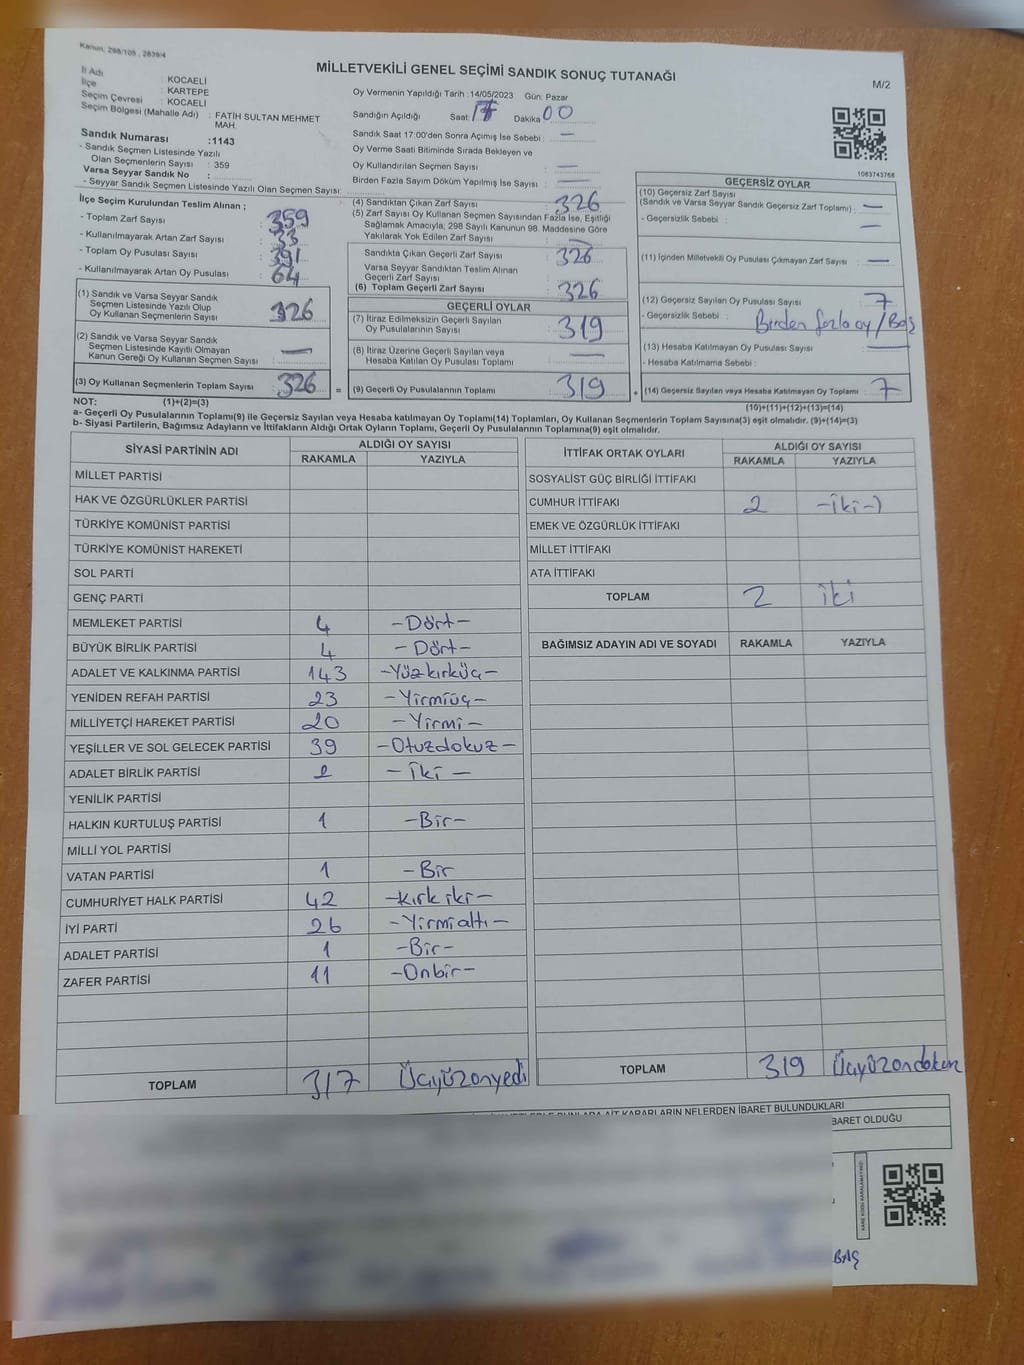 Kanun; 298/105 , 2839/4
MİLLETVEKİLİ GENEL SEÇİMİ SANDIK SONUÇ TUTANAĞI
M/2
İl Adı : KOCAELİ
İlçe : KARTEPE
Seçim Çevresi : KOCAELİ
Seçim Bölgesi (Mahalle Adı) : FATİH SULTAN MEHMET MAH.
Sandık Numarası :1143
- Sandık Seçmen Listesinde Yazılı
Olan Seçmenlerin Sayısı : 359
Varsa Seyyar Sandık No :
- Seyyar Sandık Seçmen Listesinde Yazılı Olan Seçmen Sayısı:
Oy Vermenin Yapıldığı Tarih :14/05/2023 Gün: Pazar
Sandığın Açıldığı Saat 17 Dakika 00
Sandık Saat 17:00'den Sonra Açımış İse Sebebi : —
Oy Verme Saati Bitiminde Sırada Bekleyen ve
Oy Kullandırılan Seçmen Sayısı —
Birden Fazla Sayım Döküm Yapılmış İse Sayısı : —
1083743768
İlçe Seçim Kurulundan Teslim Alınan ;
- Toplam Zarf Sayısı : 359
- Kullanılmayarak Artan Zarf Sayısı : 33
- Toplam Oy Pusulası Sayısı : 391
- Kullanılmayarak Artan Oy Pusulası : 64
(1) Sandık ve Varsa Seyyar Sandık
Seçmen Listesinde Yazılı Olup
Oy Kullanan Seçmenlerin Sayısı : 326
(2) Sandık ve Varsa Seyyar Sandık
Seçmen Listesinde Kayıtlı Olmayan
Kanun Gereği Oy Kullanan Seçmen Sayısı : —
(3) Oy Kullanan Seçmenlerin Toplam Sayısı : 326 =
(4) Sandıktan Çıkan Zarf Sayısı : 326
(5) Zarf Sayısı Oy Kullanan Seçmen Sayısından Fazla İse, Eşitliği
Sağlamak Amacıyla, 298 Sayılı Kanunun 98. Maddesine Göre
Yakılarak Yok Edilen Zarf Sayısı : —
Sandıkta Çıkan Geçerli Zarf Sayısı : 326
Varsa Seyyar Sandıktan Teslim Alınan
Geçerli Zarf Sayısı :
(6) Toplam Geçerli Zarf Sayısı : 326
GEÇERLİ OYLAR
(7) İtiraz Edilmeksizin Geçerli Sayılan
Oy Pusulalarının Sayısı : 319
(8) İtiraz Üzerine Geçerli Sayılan veya
Hesaba Katılan Oy Pusulası Toplamı : —
(9) Geçerli Oy Pusulalarının Toplamı : 319 +
GEÇERSİZ OYLAR
(10) Geçersiz Zarf Sayısı
(Sandık ve Varsa Seyyar Sandık Geçersiz Zarf Toplamı) : —
- Geçersizlik Sebebi : —
(11) İçinden Milletvekili Oy Pusulası Çıkmayan Zarf Sayısı : —
(12) Geçersiz Sayılan Oy Pusulası Sayısı : 7
- Geçersizlik Sebebi : Birden fazla oy / Boş
(13) Hesaba Katılmayan Oy Pusulası Sayısı : —
- Hesaba Katılmama Sebebi :
(14) Geçersiz Sayılan veya Hesaba Katılmayan Oy Toplamı : 7
NOT: (1)+(2)=(3)
(10)+(11)+(12)+(13)=(14)
a- Geçerli Oy Pusulalarının Toplamı(9) ile Geçersiz Sayılan veya Hesaba katılmayan Oy Toplamı(14) Toplamları, Oy Kullanan Seçmenlerin Toplam Sayısına(3) eşit olmalıdır. (9)+(14)=(3)
b- Siyasi Partilerin, Bağımsız Adayların ve İttifakların Aldığı Ortak Oyların Toplamı, Geçerli Oy Pusulalarının Toplamına(9) eşit olmalıdır.
SİYASİ PARTİNİN ADI ALDIĞI OY SAYISI
RAKAMLA YAZIYLA
MİLLET PARTİSİ
HAK VE ÖZGÜRLÜKLER PARTİSİ
TÜRKİYE KOMÜNİST PARTİSİ
TÜRKİYE KOMÜNİST HAREKETİ
SOL PARTİ
GENÇ PARTİ
MEMLEKET PARTİSİ 4 -Dört-
BÜYÜK BİRLİK PARTİSİ 4 -Dört-
ADALET VE KALKINMA PARTİSİ 143 -Yüzkırküç-
YENİDEN REFAH PARTİSİ 23 -Yirmiüç-
MİLLİYETÇİ HAREKET PARTİSİ 20 -Yirmi-
YEŞİLLER VE SOL GELECEK PARTİSİ 39 -Otuzdokuz-
ADALET BİRLİK PARTİSİ 2 -İki-
YENİLİK PARTİSİ
HALKIN KURTULUŞ PARTİSİ 1 -Bir-
MİLLİ YOL PARTİSİ
VATAN PARTİSİ 1 -Bir
CUMHURİYET HALK PARTİSİ 42 -Kırk iki-
İYİ PARTİ 26 -Yirmialtı-
ADALET PARTİSİ 1 -Bir-
ZAFER PARTİSİ 11 -Onbir-
TOPLAM 317 Üçyüzonyedi
İTTİFAK ORTAK OYLARI ALDIĞI OY SAYISI
RAKAMLA YAZIYLA
SOSYALİST GÜÇ BİRLİĞİ İTTİFAKI
CUMHUR İTTİFAKI 2 -İki-)
EMEK VE ÖZGÜRLÜK İTTİFAKI
MİLLET İTTİFAKI
ATA İTTİFAKI
TOPLAM 2 İki
BAĞIMSIZ ADAYIN ADI VE SOYADI RAKAMLA YAZIYLA
TOPLAM 319 Üçyüzondokuz
AİT KARARLARIN NELERDEN İBARET BULUNDUKLARI
BARET OLDUĞU
BAŞ